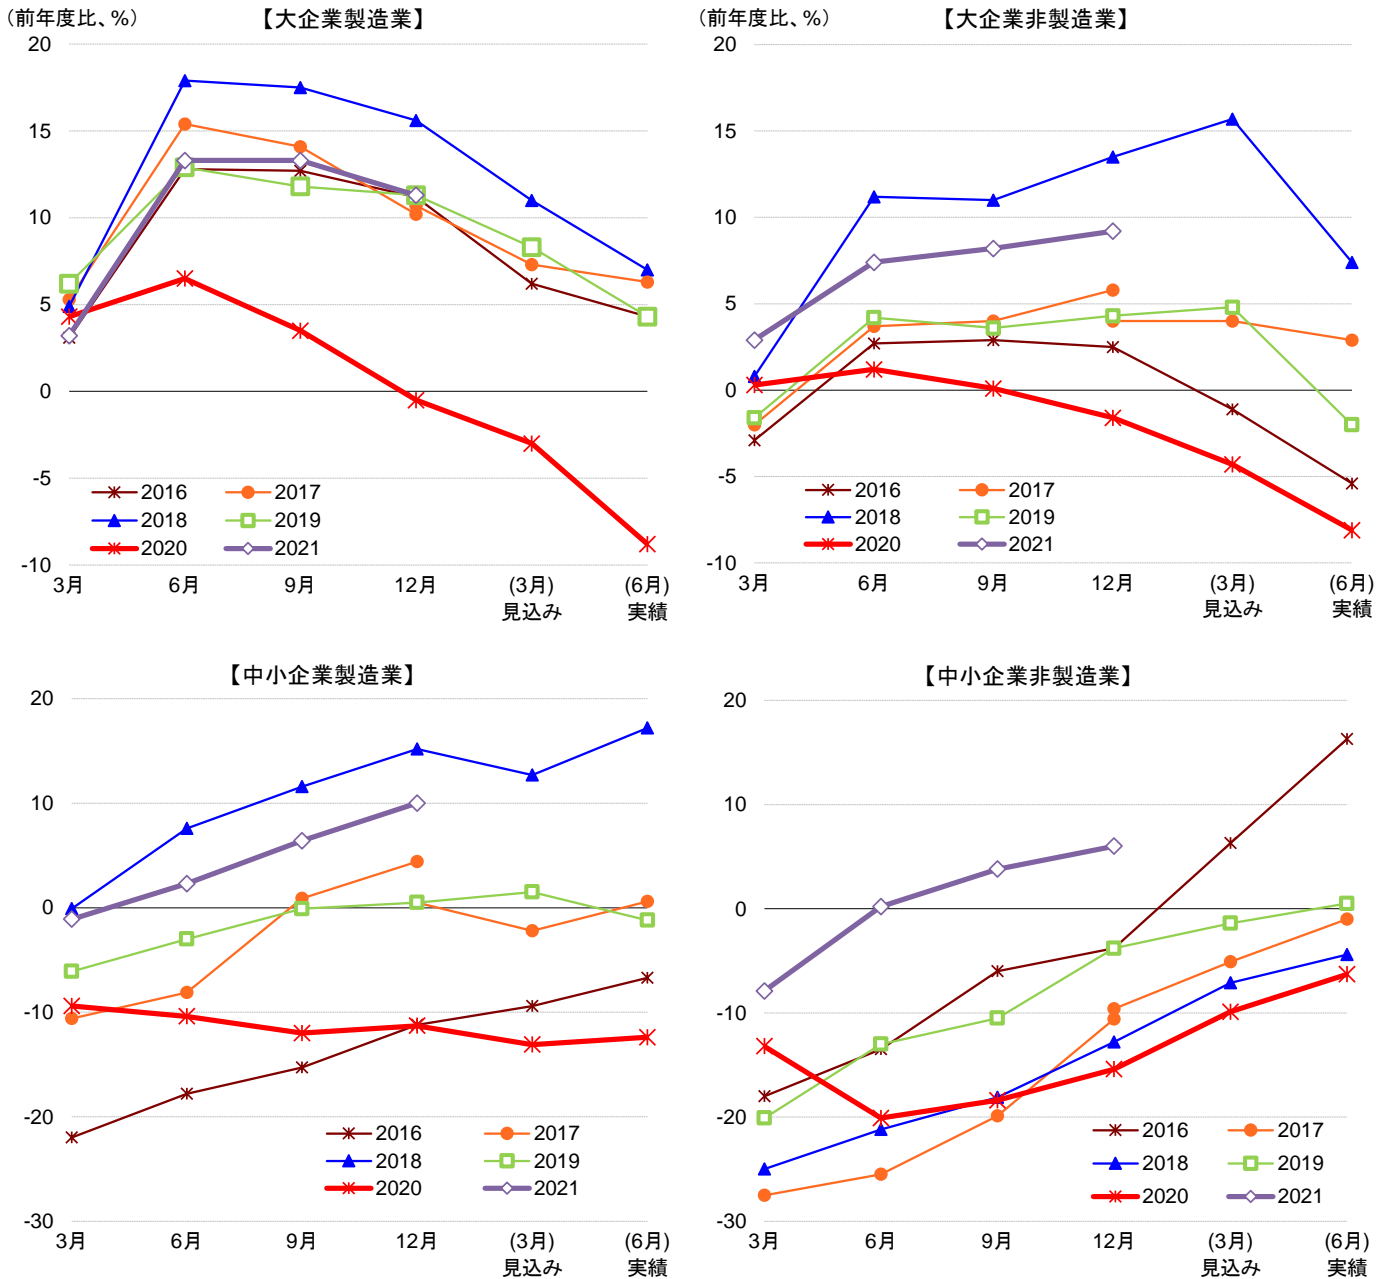 (前年度比、%)
【大企業製造業】
20
15
10
5
0
-5
-10
2016
2017
2018
2019
2020
2021
3月
6月
9月
12月
(3月)
見込み
(6月)
実績
(前年度比、%)
【大企業非製造業】
20
15
10
5
0
-5
-10
2016
2017
2018
2019
2020
2021
3月
6月
9月
12月
(3月)
見込み
(6月)
実績
【中小企業製造業】
20
10
0
-10
-20
-30
2016
2017
2018
2019
2020
2021
3月
6月
9月
12月
(3月)
見込み
(6月)
実績
【中小企業非製造業】
20
10
0
-10
-20
-30
2016
2017
2018
2019
2020
2021
3月
6月
9月
12月
(3月)
見込み
(6月)
実績